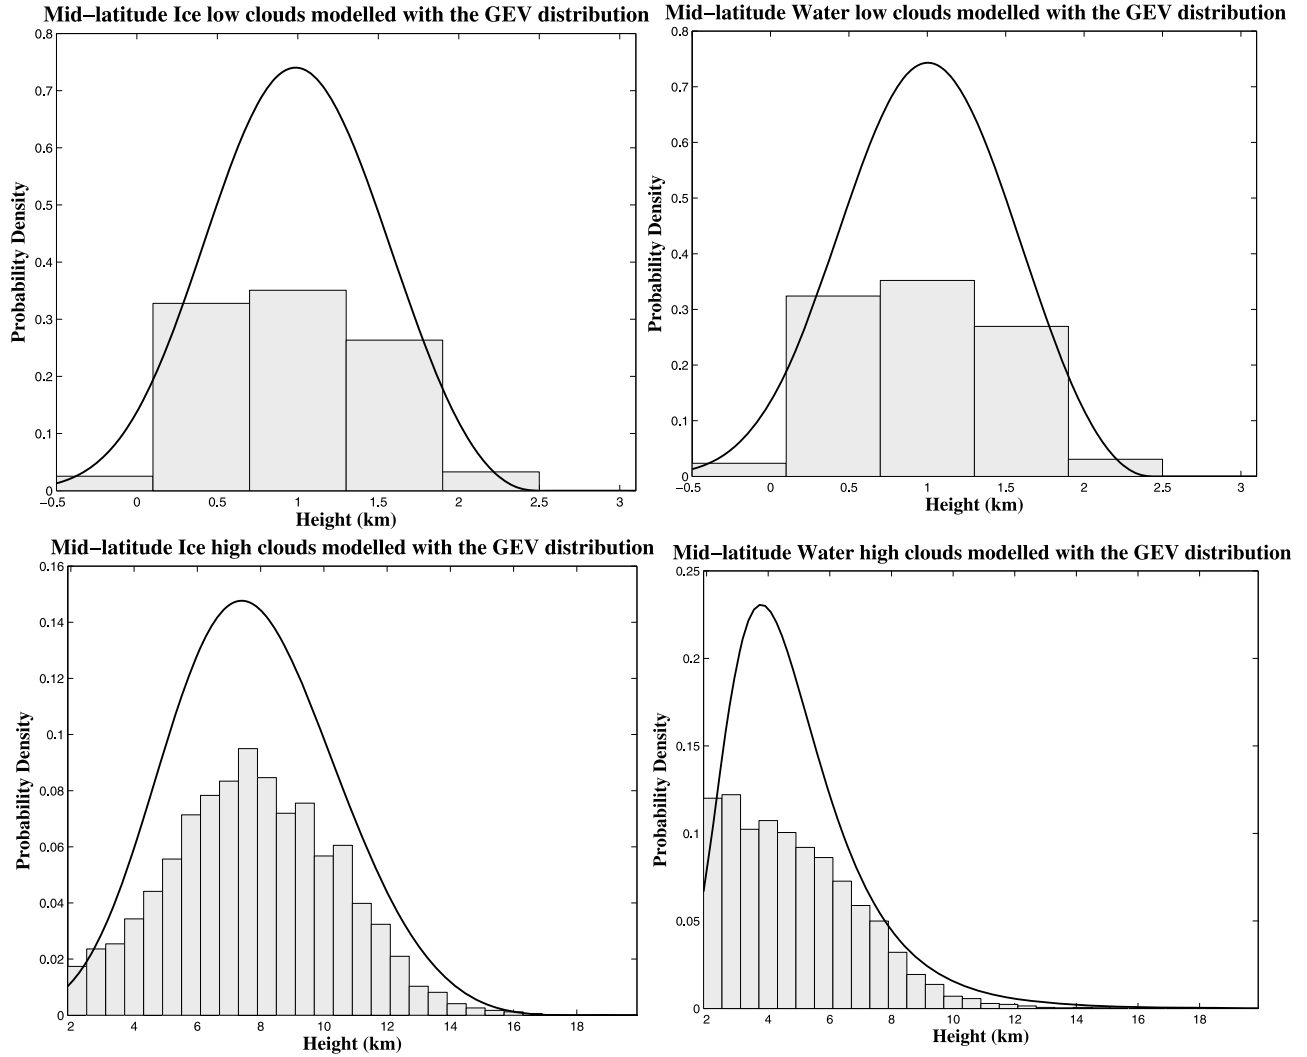 Mid−latitude Ice low clouds modelled with the GEV distribution
0.8
0.7
0.6
0.5
0.4
0.3
0.2
0.1
0
Probability Density
−0.5 0 0.5 1 1.5 2 2.5 3
Height (km)
Mid−latitude Water low clouds modelled with the GEV distribution
0.8
0.7
0.6
0.5
0.4
0.3
0.2
0.1
0
Probability Density
−0.5 0 0.5 1 1.5 2 2.5 3
Height (km)
Mid−latitude Ice high clouds modelled with the GEV distribution
0.16
0.14
0.12
0.1
0.08
0.06
0.04
0.02
0
Probability Density
2 4 6 8 10 12 14 16 18
Height (km)
Mid−latitude Water high clouds modelled with the GEV distribution
0.25
0.2
0.15
0.1
0.05
0
Probability Density
2 4 6 8 10 12 14 16 18
Height (km)